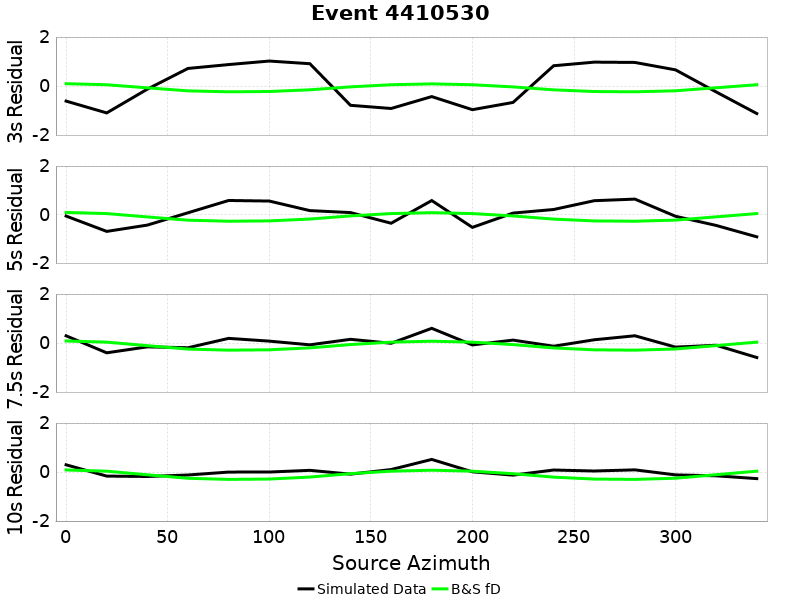 Event 4410530
3s Residual
2
0
-2
5s Residual
2
0
-2
7.5s Residual
2
0
-2
10s Residual
2
0
-2
0 50 100 150 200 250 300
Source Azimuth
Simulated Data B&S fD